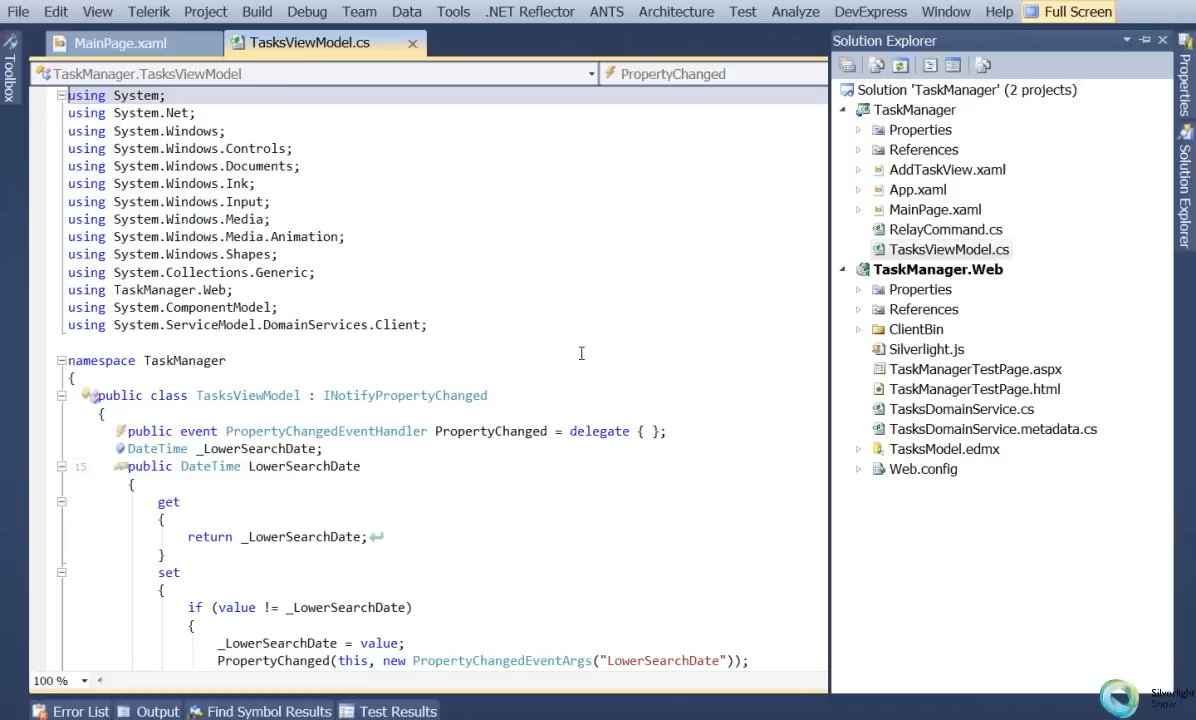 File Edit View Telerik Project Build Debug Team Data Tools .NET Reflector ANTS Architecture Test Analyze DevExpress Window Help Full Screen
Toolbox
MainPage.xaml
TasksViewModel.cs
TaskManager.TasksViewModel
PropertyChanged
using System;
using System.Net;
using System.Windows;
using System.Windows.Controls;
using System.Windows.Documents;
using System.Windows.Ink;
using System.Windows.Input;
using System.Windows.Media;
using System.Windows.Media.Animation;
using System.Windows.Shapes;
using System.Collections.Generic;
using TaskManager.Web;
using System.ComponentModel;
using System.ServiceModel.DomainServices.Client;
namespace TaskManager
{
public class TasksViewModel : INotifyPropertyChanged
{
public event PropertyChangedEventHandler PropertyChanged = delegate { };
DateTime _LowerSearchDate;
15 public DateTime LowerSearchDate
{
get
{
return _LowerSearchDate;
}
set
{
if (value != _LowerSearchDate)
{
_LowerSearchDate = value;
PropertyChanged(this, new PropertyChangedEventArgs("LowerSearchDate"));
100 %
Solution Explorer
Solution 'TaskManager' (2 projects)
TaskManager
Properties
References
AddTaskView.xaml
App.xaml
MainPage.xaml
RelayCommand.cs
TasksViewModel.cs
TaskManager.Web
Properties
References
ClientBin
Silverlight.js
TaskManagerTestPage.aspx
TaskManagerTestPage.html
TasksDomainService.cs
TasksDomainService.metadata.cs
TasksModel.edmx
Web.config
Properties
Solution Explorer
Error List Output Find Symbol Results Test Results
Silverlight
Show